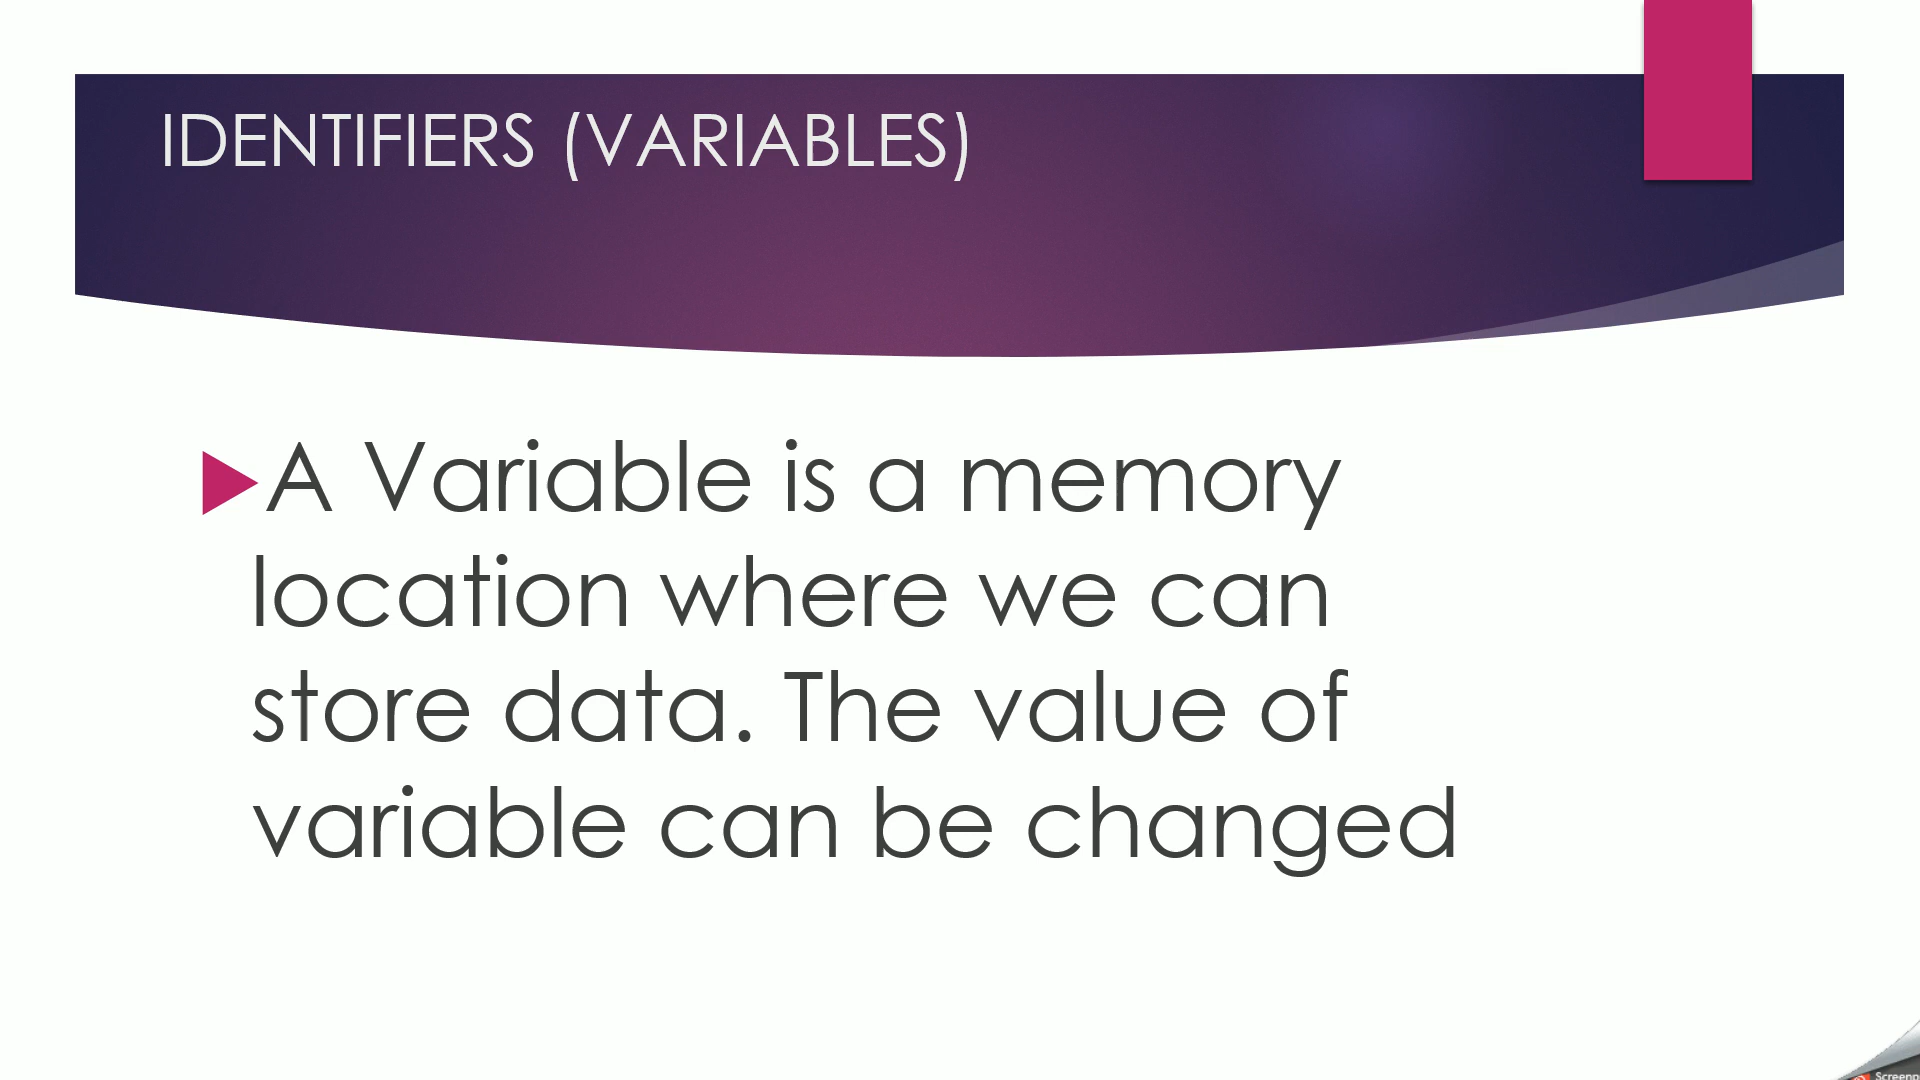 IDENTIFIERS (VARIABLES)
A Variable is a memory
location where we can
store data. The value of
variable can be changed